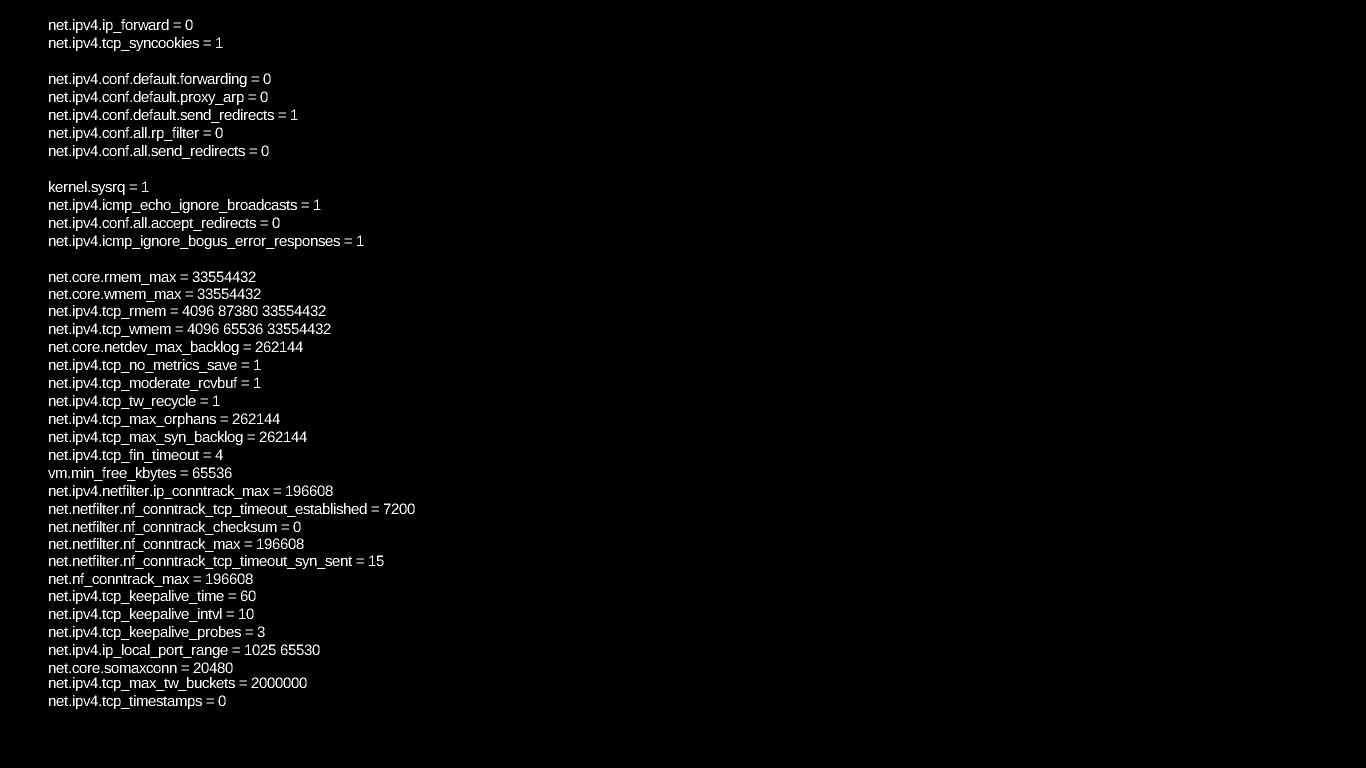 net.ipv4.ip_forward = 0
net.ipv4.tcp_syncookies = 1

net.ipv4.conf.default.forwarding = 0
net.ipv4.conf.default.proxy_arp = 0
net.ipv4.conf.default.send_redirects = 1
net.ipv4.conf.all.rp_filter = 0
net.ipv4.conf.all.send_redirects = 0

kernel.sysrq = 1
net.ipv4.icmp_echo_ignore_broadcasts = 1
net.ipv4.conf.all.accept_redirects = 0
net.ipv4.icmp_ignore_bogus_error_responses = 1

net.core.rmem_max = 33554432
net.core.wmem_max = 33554432
net.ipv4.tcp_rmem = 4096 87380 33554432
net.ipv4.tcp_wmem = 4096 65536 33554432
net.core.netdev_max_backlog = 262144
net.ipv4.tcp_no_metrics_save = 1
net.ipv4.tcp_moderate_rcvbuf = 1
net.ipv4.tcp_tw_recycle = 1
net.ipv4.tcp_max_orphans = 262144
net.ipv4.tcp_max_syn_backlog = 262144
net.ipv4.tcp_fin_timeout = 4
vm.min_free_kbytes = 65536
net.ipv4.netfilter.ip_conntrack_max = 196608
net.netfilter.nf_conntrack_tcp_timeout_established = 7200
net.netfilter.nf_conntrack_checksum = 0
net.netfilter.nf_conntrack_max = 196608
net.netfilter.nf_conntrack_tcp_timeout_syn_sent = 15
net.nf_conntrack_max = 196608
net.ipv4.tcp_keepalive_time = 60
net.ipv4.tcp_keepalive_intvl = 10
net.ipv4.tcp_keepalive_probes = 3
net.ipv4.ip_local_port_range = 1025 65530
net.core.somaxconn = 20480
net.ipv4.tcp_max_tw_buckets = 2000000
net.ipv4.tcp_timestamps = 0